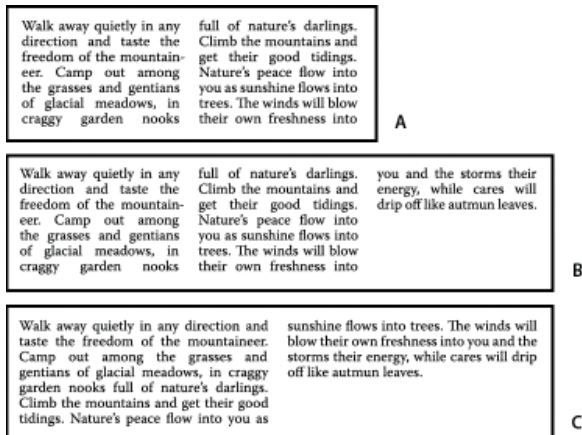 Walk away quietly in any
direction and taste the
freedom of the mountain-
eer. Camp out among
the grasses and gentians
of glacial meadows, in
craggy garden nooks
full of nature's darlings.
Climb the mountains and
get their good tidings.
Nature's peace flow into
you as sunshine flows into
trees. The winds will blow
their own freshness into
A
Walk away quietly in any
direction and taste the
freedom of the mountain-
eer. Camp out among
the grasses and gentians
of glacial meadows, in
craggy garden nooks
full of nature's darlings.
Climb the mountains and
get their good tidings.
Nature's peace flow into
you as sunshine flows into
trees. The winds will blow
their own freshness into
you and the storms their
energy, while cares will
drip off like autmun leaves.
B
Walk away quietly in any direction and
taste the freedom of the mountaineer.
Camp out among the grasses and
gentians of glacial meadows, in craggy
garden nooks full of nature's darlings.
Climb the mountains and get their good
tidings. Nature's peace flow into you as
sunshine flows into trees. The winds will
blow their own freshness into you and the
storms their energy, while cares will drip
off like autmun leaves.
C